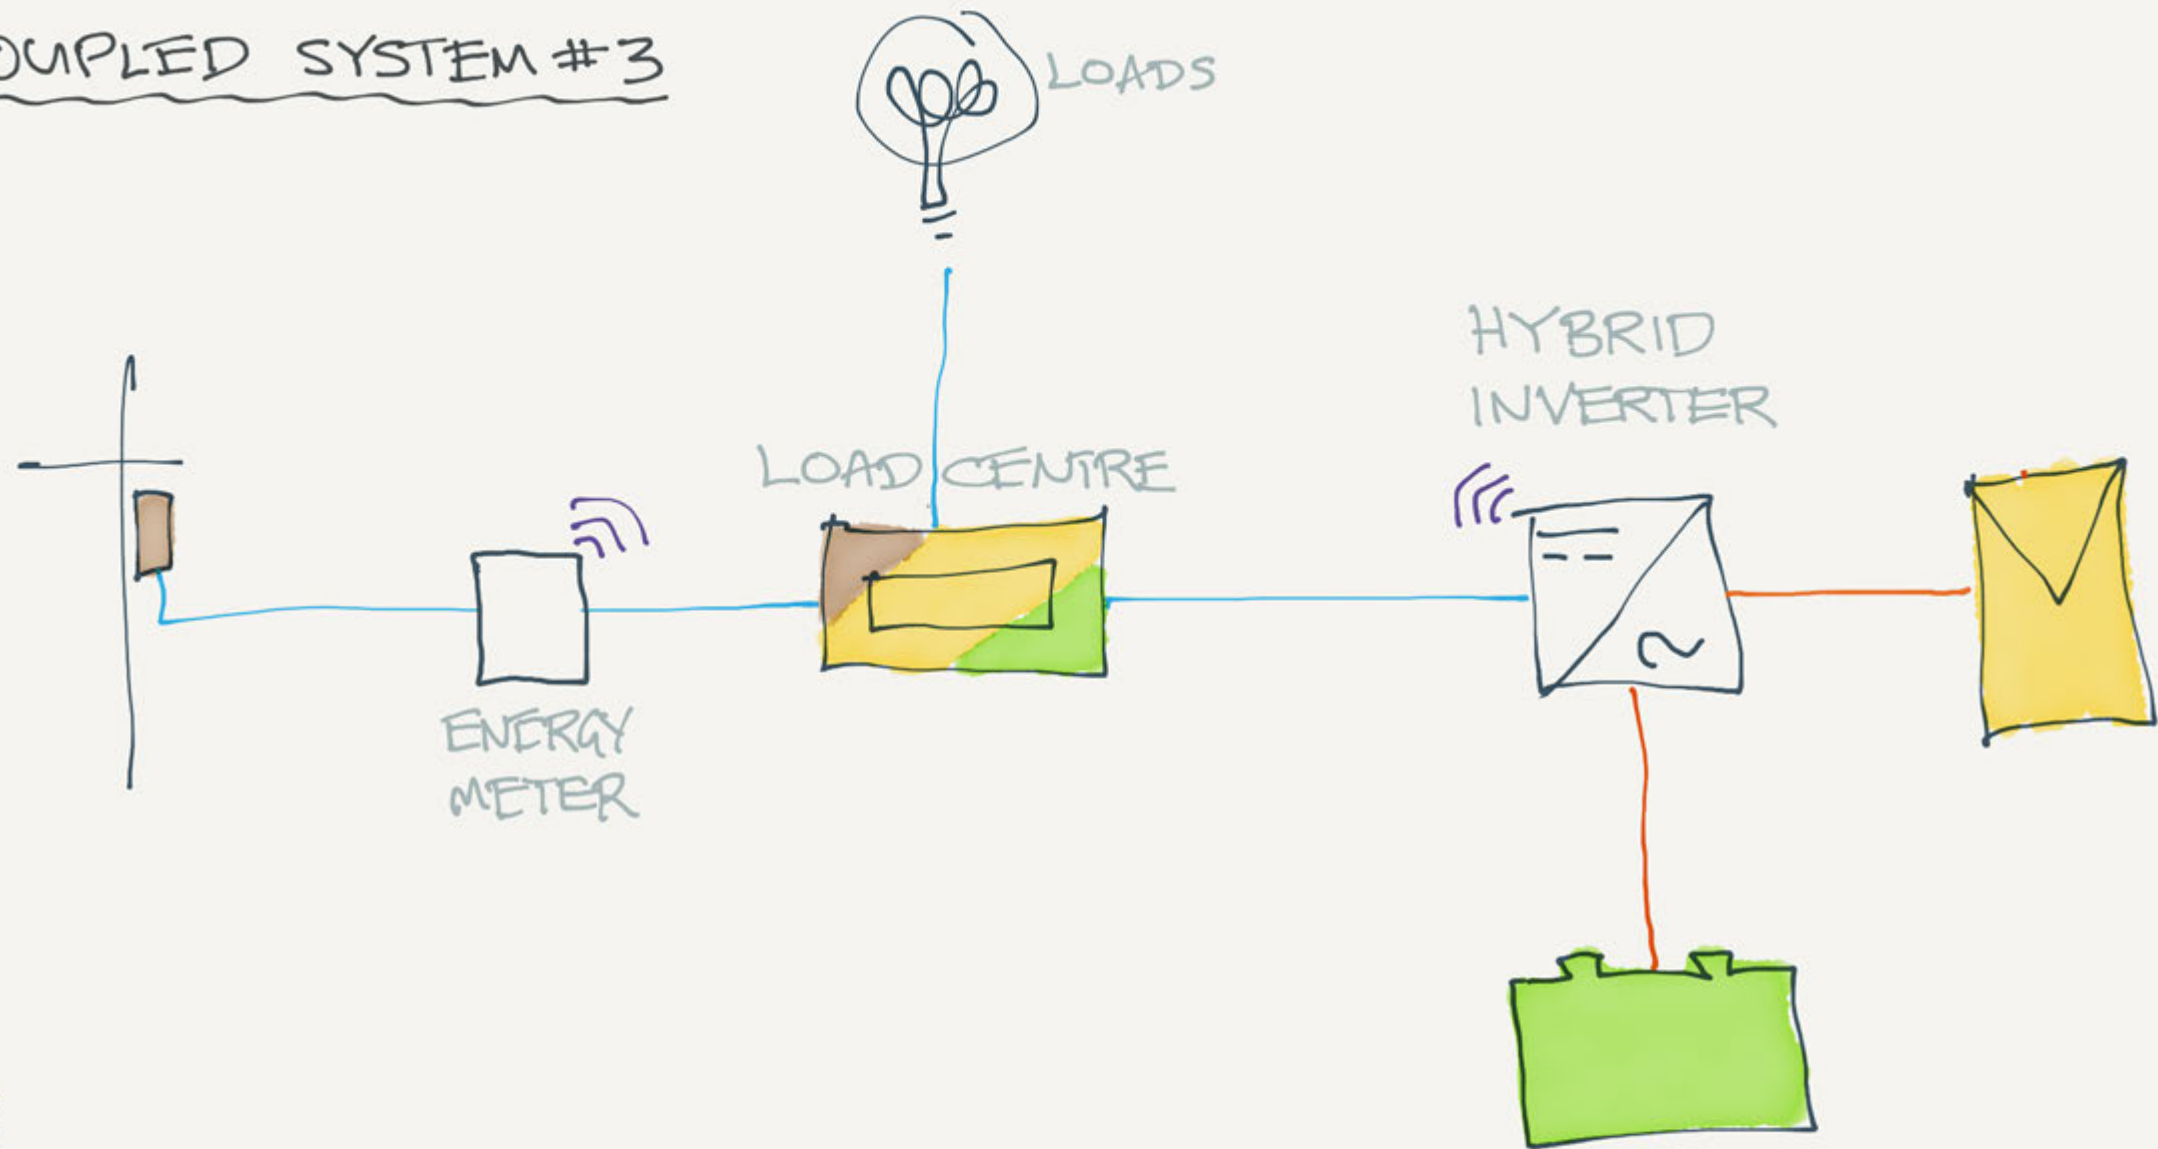 OUPLED SYSTEM #3
LOADS
HYBRID
INVERTER
LOAD CENTRE
ENERGY
METER